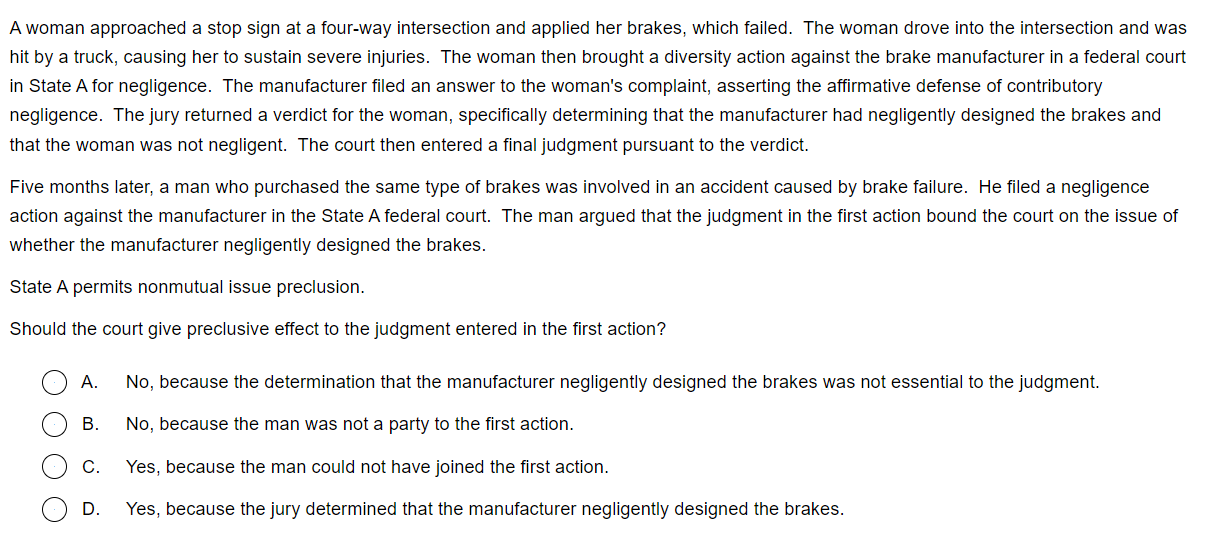 A woman approached a stop sign at a four-way intersection and applied her brakes, which failed.  The woman drove into the intersection and was
hit by a truck, causing her to sustain severe injuries.  The woman then brought a diversity action against the brake manufacturer in a federal court
in State A for negligence.  The manufacturer filed an answer to the woman's complaint, asserting the affirmative defense of contributory
negligence.  The jury returned a verdict for the woman, specifically determining that the manufacturer had negligently designed the brakes and
that the woman was not negligent.  The court then entered a final judgment pursuant to the verdict.
Five months later, a man who purchased the same type of brakes was involved in an accident caused by brake failure.  He filed a negligence
action against the manufacturer in the State A federal court.  The man argued that the judgment in the first action bound the court on the issue of
whether the manufacturer negligently designed the brakes.
State A permits nonmutual issue preclusion.
Should the court give preclusive effect to the judgment entered in the first action?
A. No, because the determination that the manufacturer negligently designed the brakes was not essential to the judgment.
B. No, because the man was not a party to the first action.
C. Yes, because the man could not have joined the first action.
D. Yes, because the jury determined that the manufacturer negligently designed the brakes.